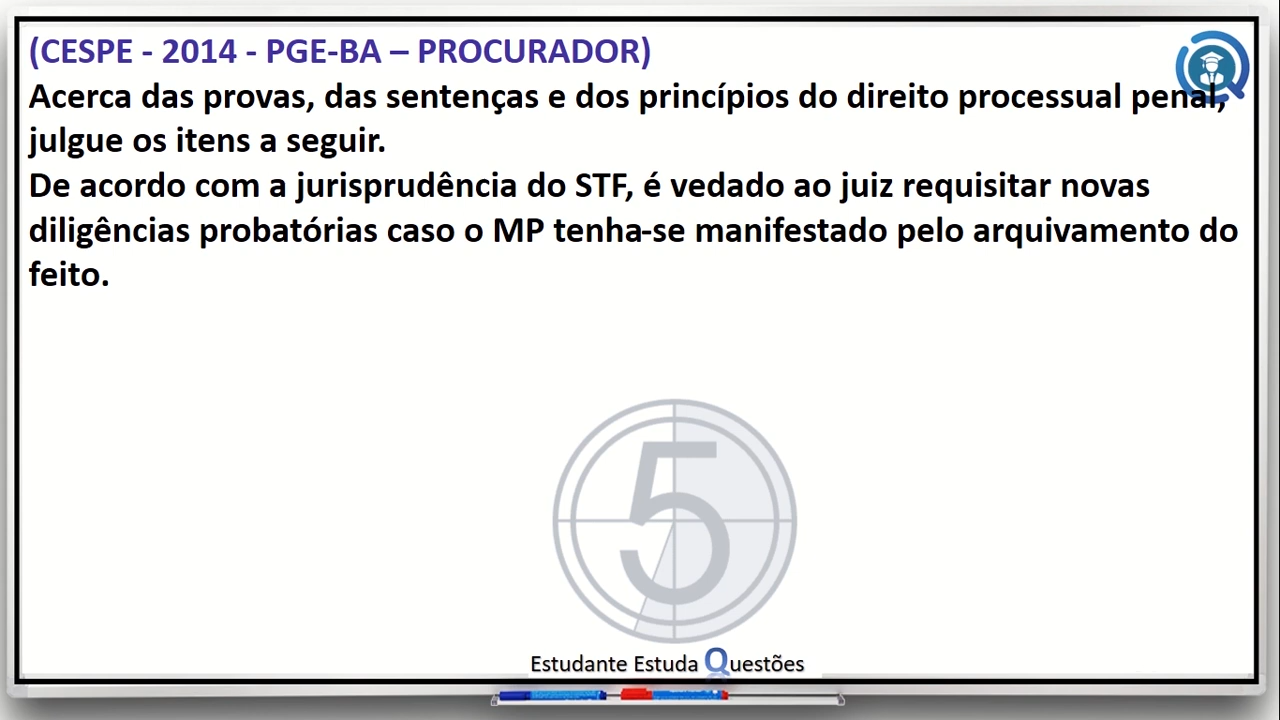 (CESPE - 2014 - PGE-BA – PROCURADOR)
Acerca das provas, das sentenças e dos princípios do direito processual penal,
julgue os itens a seguir.
De acordo com a jurisprudência do STF, é vedado ao juiz requisitar novas
diligências probatórias caso o MP tenha-se manifestado pelo arquivamento do
feito.
5
Estudante Estuda Questões